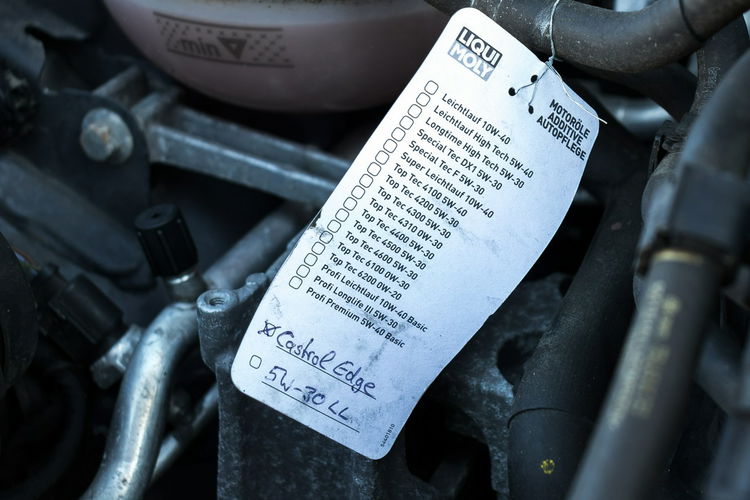 min
LIQUI
MOLY
MOTORÖLE
ADDITIVE
AUTOPFLEGE
Leichtlauf 10W-40
Leichtlauf High Tech 5W-40
Longtime High Tech 5W-30
Special Tec DX1 5W-30
Special Tec F 5W-30
Super Leichtlauf 10W-40
Top Tec 4100 5W-40
Top Tec 4200 5W-30
Top Tec 4300 5W-30
Top Tec 4310 0W-30
Top Tec 4400 5W-30
Top Tec 4500 5W-30
Top Tec 4600 5W-30
Top Tec 6100 0W-30
Top Tec 6200 0W-20
Profi Leichtlauf 10W-40 Basic
Profi Longlife III 5W-30
Profi Premium 5W-40 Basic
Castrol Edge
5W-30 LL